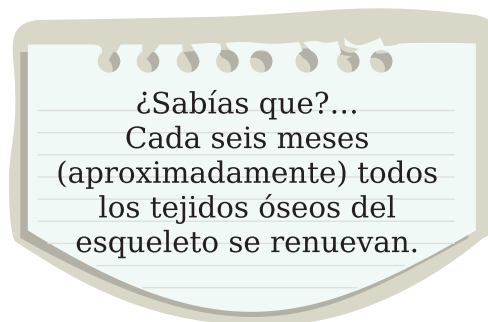 ¿Sabías que?...
Cada seis meses
(aproximadamente) todos
los tejidos óseos del
esqueleto se renuevan.